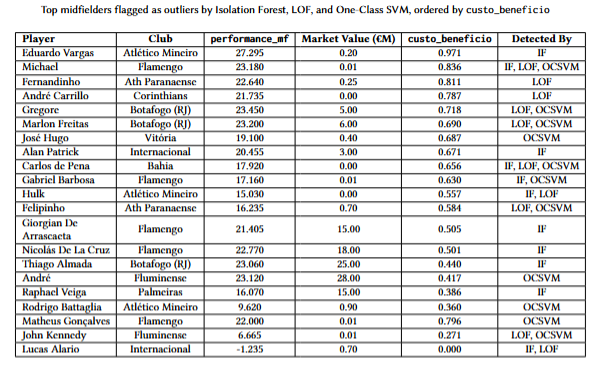 Top midfielders flagged as outliers by Isolation Forest, LOF, and One-Class SVM, ordered by custo_beneficio
Player Club performance_mf Market Value (€M) custo_beneficio Detected By
Eduardo Vargas Atlético Mineiro 27.295 0.20 0.971 IF
Michael Flamengo 23.180 0.01 0.836 IF, LOF, OCSVM
Fernandinho Ath Paranaense 22.640 0.25 0.811 LOF
André Carrillo Corinthians 21.735 0.00 0.787 LOF
Gregore Botafogo (RJ) 23.450 5.00 0.718 LOF, OCSVM
Marlon Freitas Botafogo (RJ) 23.200 6.00 0.690 LOF, OCSVM
José Hugo Vitória 19.100 0.40 0.687 OCSVM
Alan Patrick Internacional 20.455 3.00 0.671 IF
Carlos de Pena Bahia 17.920 0.00 0.656 IF, LOF, OCSVM
Gabriel Barbosa Flamengo 17.160 0.01 0.630 IF, OCSVM
Hulk Atlético Mineiro 15.030 0.00 0.557 IF, LOF
Felipinho Ath Paranaense 16.235 0.70 0.584 LOF, OCSVM
Giorgian De
Arrascaeta Flamengo 21.405 15.00 0.505 IF
Nicolás De La Cruz Flamengo 22.770 18.00 0.501 IF
Thiago Almada Botafogo (RJ) 23.060 25.00 0.440 IF
André Fluminense 23.120 28.00 0.417 OCSVM
Raphael Veiga Palmeiras 16.070 15.00 0.386 IF
Rodrigo Battaglia Atlético Mineiro 9.620 0.90 0.360 OCSVM
Matheus Gonçalves Flamengo 22.000 0.01 0.796 OCSVM
John Kennedy Fluminense 6.665 0.01 0.271 LOF, OCSVM
Lucas Alario Internacional -1.235 0.70 0.000 IF, LOF